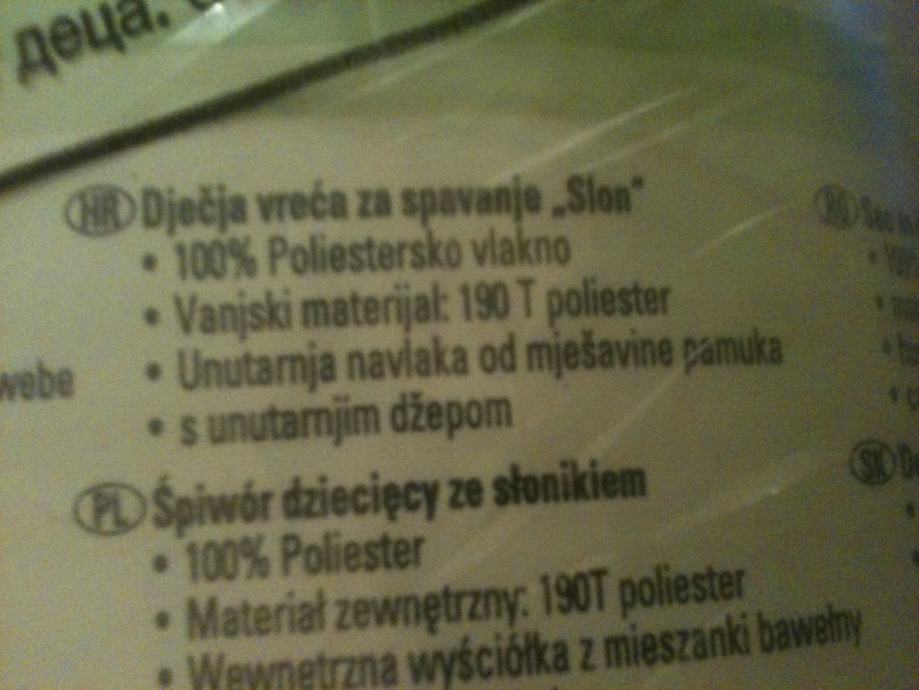 деца.
HR Dječja vreća za spavanje „Slon"
• 100% Poliestersko vlakno
• Vanjski materijal: 190 T poliester
• Unutarnja navlaka od mješavine pamuka
• s unutarnjim džepom
webe
PL Śpiwór dziecięcy ze słonikiem
• 100% Poliester
• Materiał zewnętrzny: 190T poliester
• Wewnętrzna wyściółka z mieszanki bawełny
SK